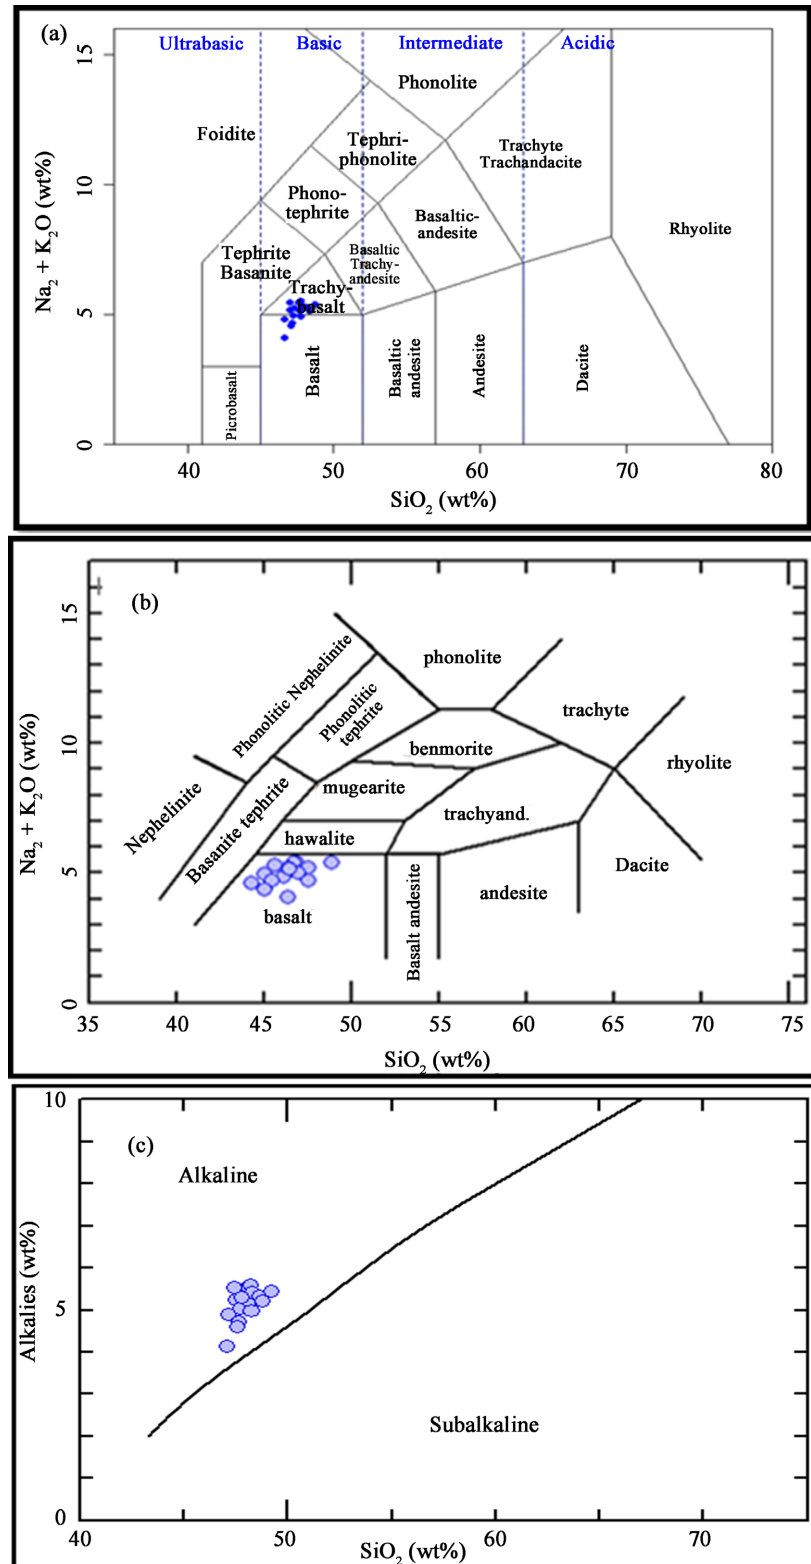 (a)
Ultrabasic
Basic
Intermediate
Acidic
Phonolite
Foidite
Tephri-
phonolite
Trachyte
Trachandacite
Phono-
tephrite
Basaltic-
andesite
Rhyolite
Tephrite
Basanite
Basaltic
Trachy-
andesite
Trachy-
basalt
Picrobasalt
Basalt
Basaltic
andesite
Andesite
Dacite
Na₂ + K₂O (wt%)
15
10
5
0
40
50
60
70
80
SiO₂ (wt%)
(b)
Phonolitic Nephelinite
phonolite
Phonolitic
tephrite
trachyte
benmorite
rhyolite
Nephelinite
Basanite tephrite
mugearite
trachyand.
hawalite
Dacite
basalt
Basalt andesite
andesite
Na₂ + K₂O (wt%)
15
10
5
0
35
40
45
50
55
60
65
70
75
SiO₂ (wt%)
(c)
Alkaline
Subalkaline
Alkalies (wt%)
10
5
0
40
50
60
70
SiO₂ (wt%)